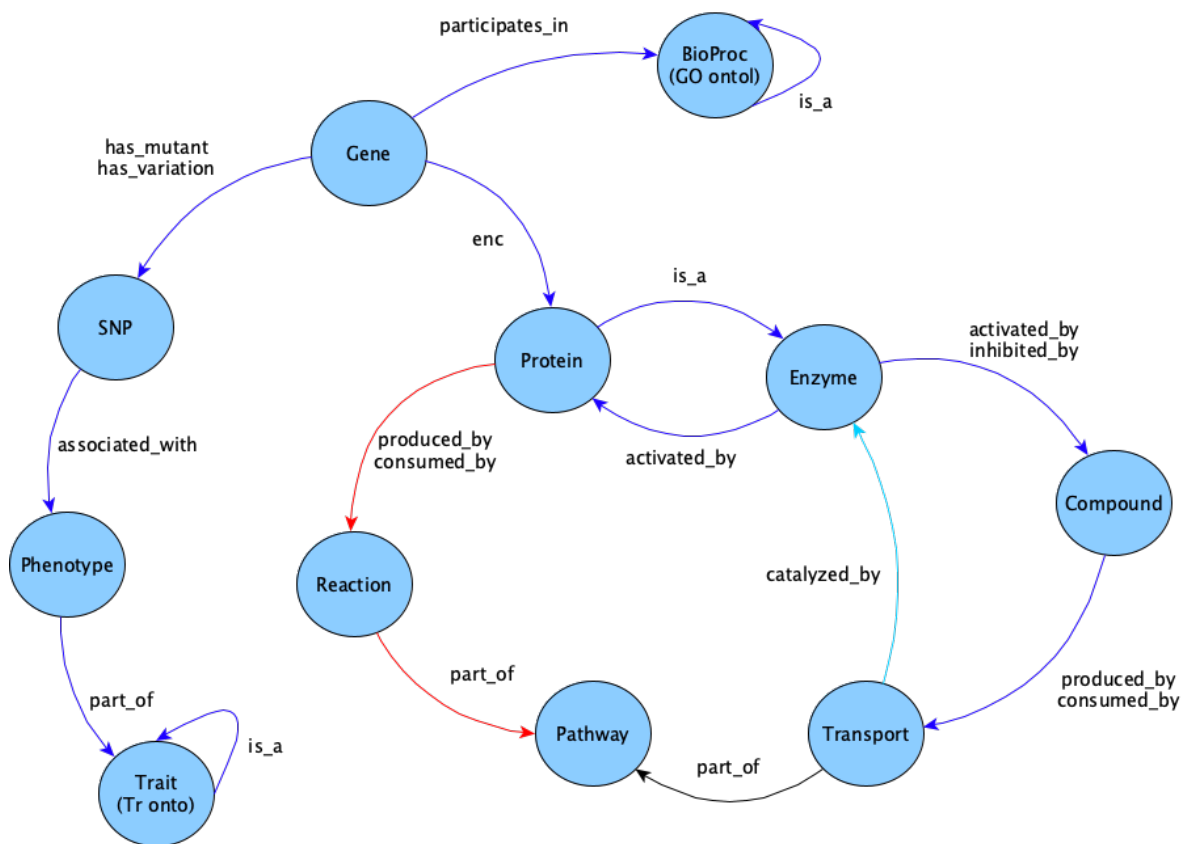 participates_in
BioProc
(GO ontol)
is_a
has_mutant
has_variation
Gene
enc
is_a
SNP
activated_by
inhibited_by
Protein
Enzyme
associated_with
produced_by
consumed_by
activated_by
Compound
Phenotype
Reaction
catalyzed_by
part_of
part_of
produced_by
consumed_by
is_a
Pathway
Transport
part_of
Trait
(Tr onto)